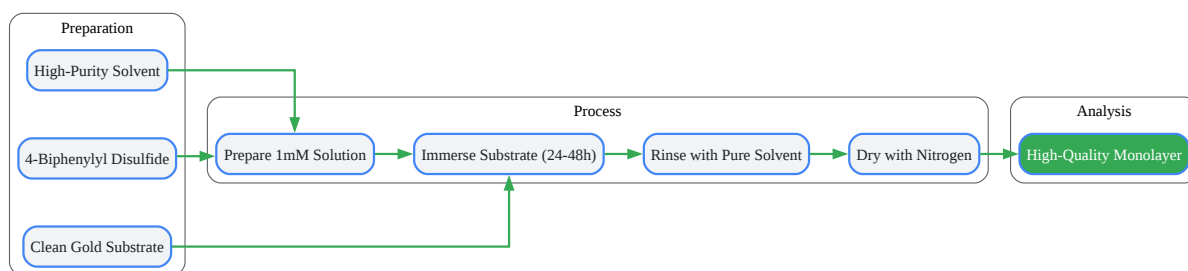 Preparation
High-Purity Solvent
4-Biphenylyl Disulfide
Clean Gold Substrate
Process
Prepare 1mM Solution
Immerse Substrate (24-48h)
Rinse with Pure Solvent
Dry with Nitrogen
Analysis
High-Quality Monolayer